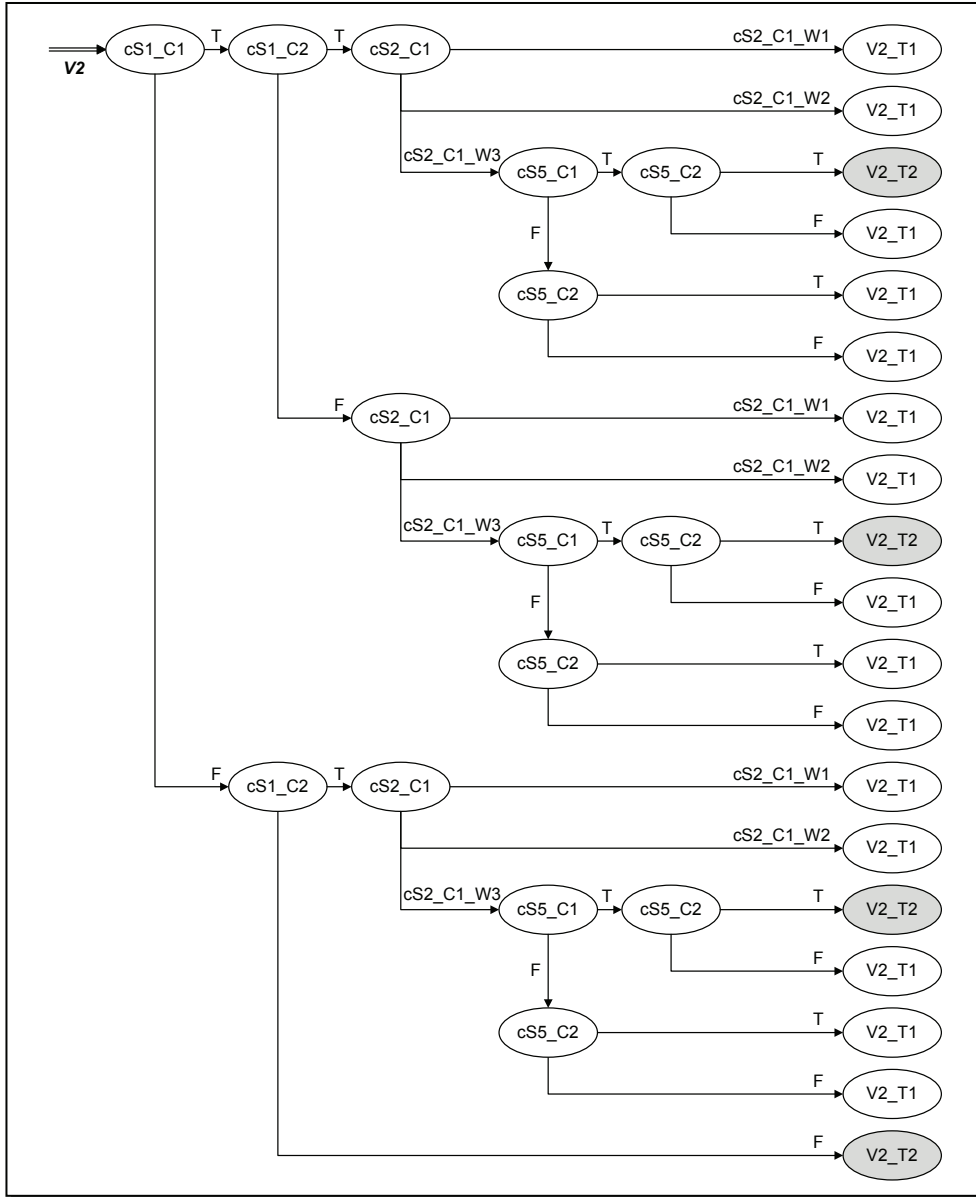 V2
cS1_C1 T cS1_C2 T cS2_C1 cS2_C1_W1 V2_T1
cS2_C1_W2 V2_T1
cS2_C1_W3 cS5_C1 T cS5_C2 T V2_T2
F V2_T1
F
cS5_C2 T V2_T1
F V2_T1
F cS2_C1 cS2_C1_W1 V2_T1
cS2_C1_W2 V2_T1
cS2_C1_W3 cS5_C1 T cS5_C2 T V2_T2
F V2_T1
F
cS5_C2 T V2_T1
F V2_T1
F cS1_C2 T cS2_C1 cS2_C1_W1 V2_T1
cS2_C1_W2 V2_T1
cS2_C1_W3 cS5_C1 T cS5_C2 T V2_T2
F V2_T1
F
cS5_C2 T V2_T1
F V2_T1
F V2_T2